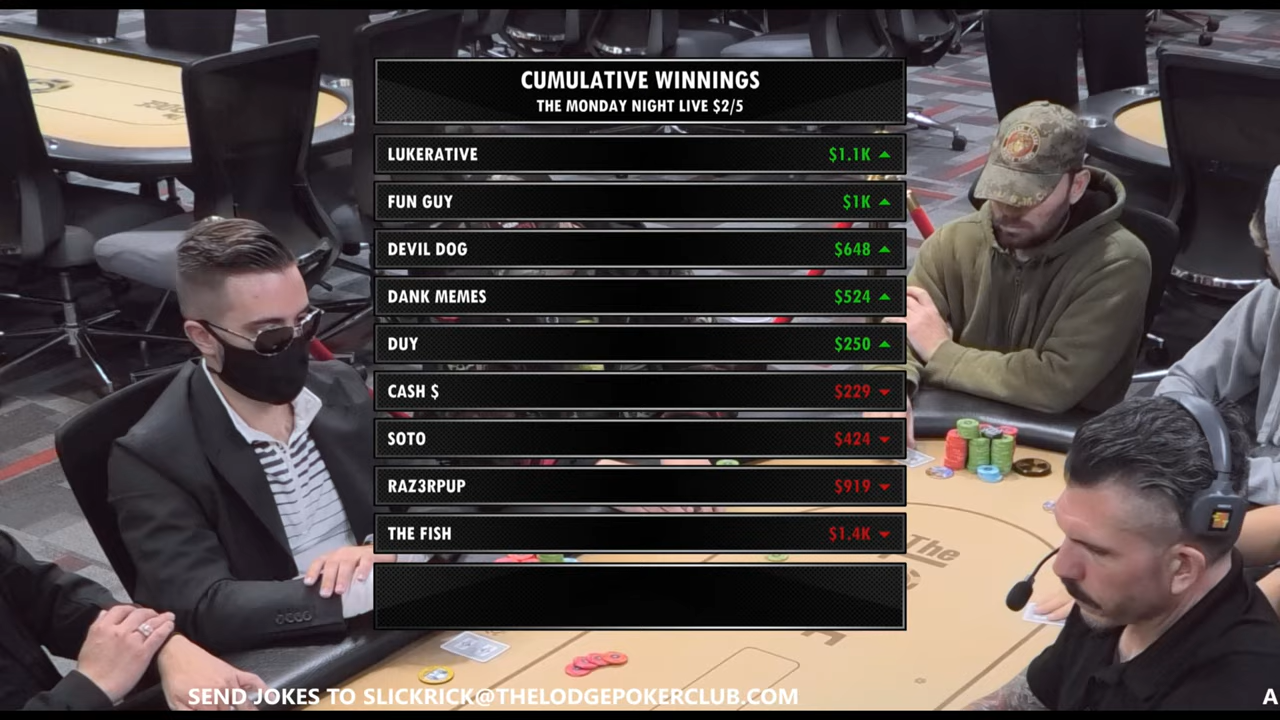 CUMULATIVE WINNINGS
THE MONDAY NIGHT LIVE $2/5
LUKERATIVE $1.1K
FUN GUY $1K
DEVIL DOG $648
DANK MEMES $524
DUY $250
CASH $ $229
SOTO $424
RAZ3RPUP $919
THE FISH $1.4K
The
SEND JOKES TO SLICKRICK@THELODGEPOKERCLUB.COM
A